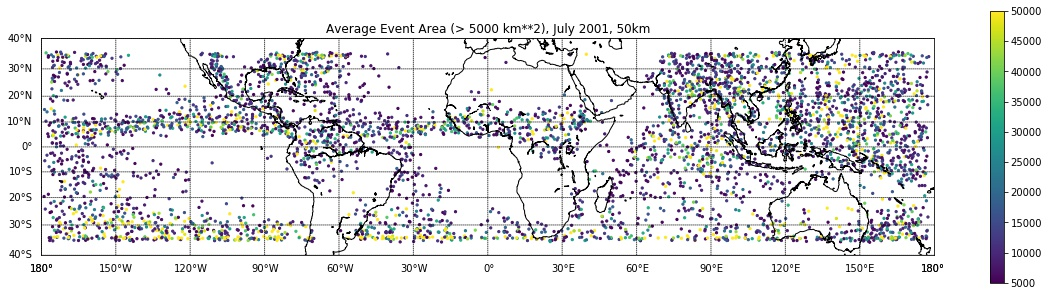 Average Event Area (> 5000 km**2), July 2001, 50km
40°N
30°N
20°N
10°N
0°
10°S
20°S
30°S
40°S
180° 150°W 120°W 90°W 60°W 30°W 0° 30°E 60°E 90°E 120°E 150°E 180°
50000
45000
40000
35000
30000
25000
20000
15000
10000
5000